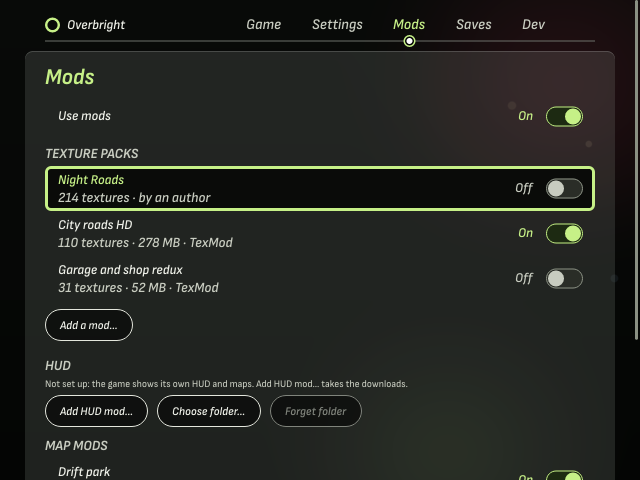 Overbright
Game
Settings
Mods
Saves
Dev
Mods
Use mods
On
TEXTURE PACKS
Night Roads
214 textures · by an author
Off
City roads HD
110 textures · 278 MB · TexMod
On
Garage and shop redux
31 textures · 52 MB · TexMod
Off
Add a mod...
HUD
Not set up: the game shows its own HUD and maps. Add HUD mod... takes the downloads.
Add HUD mod...
Choose folder...
Forget folder
MAP MODS
Drift park
On